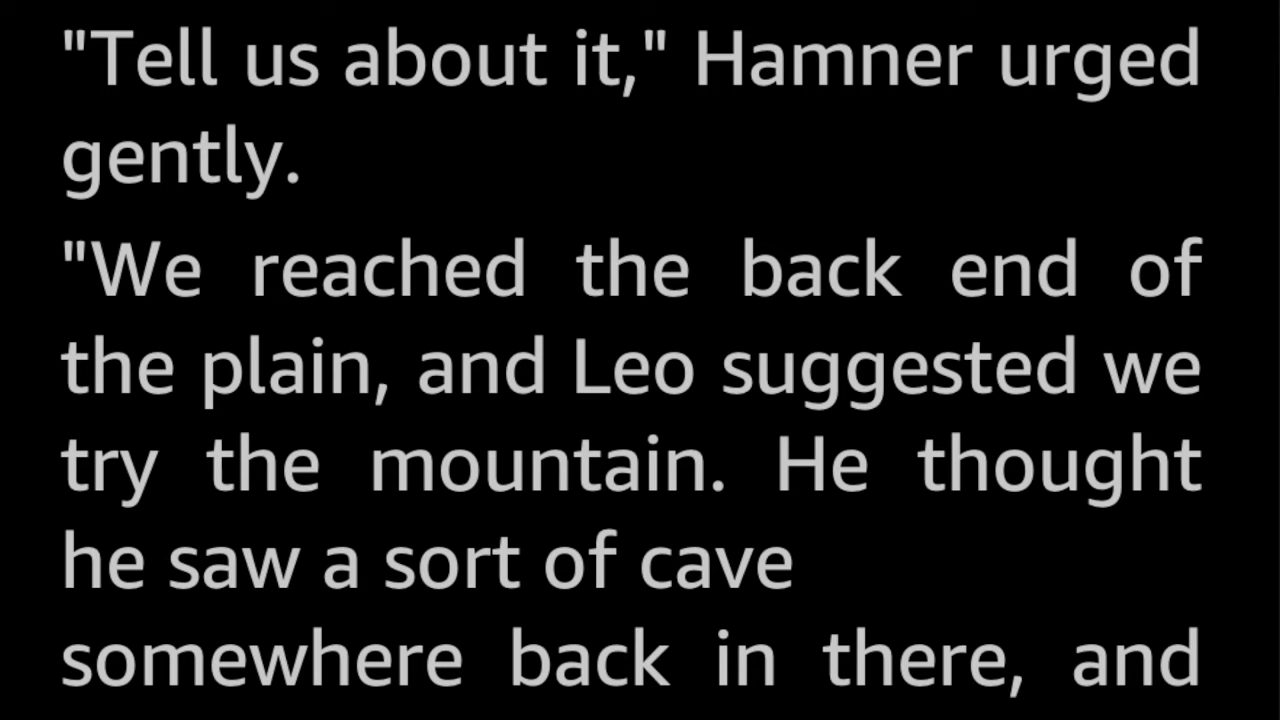 "Tell us about it," Hamner urged
gently.
"We reached the back end of
the plain, and Leo suggested we
try the mountain. He thought
he saw a sort of cave
somewhere back in there, and